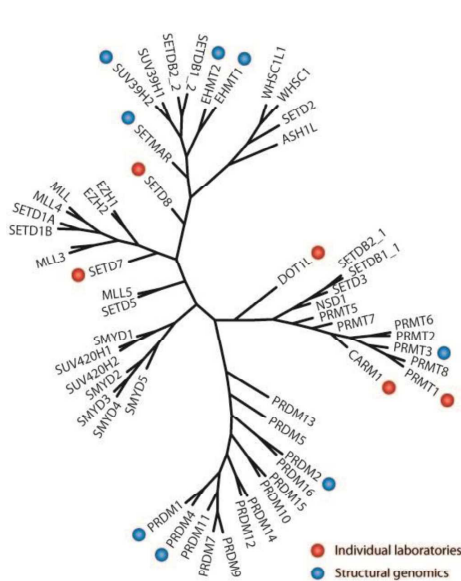 SUV39H2
SUV39H1
SETDB2_2
SETDB1_2
EHMT2
EHMT1
WHSC1L1
WHSC1
SETD2
ASH1L
SETMAR
SETD8
EZH1
EZH2
MLL
MLL4
SETD1A
SETD1B
MLL3
SETD7
MLL5
SETD5
SMYD1
SUV420H1
SUV420H2
SMYD2
SMYD3
SMYD4
SMYD5
DOT1L
SETDB2_1
SETDB1_1
SETD3
NSD1
PRMT5
PRMT7
PRMT6
PRMT2
PRMT3
PRMT8
PRMT1
CARM1
PRDM13
PRDM5
PRDM2
PRDM16
PRDM15
PRDM10
PRDM14
PRDM12
PRDM9
PRDM7
PRDM11
PRDM4
PRDM1
Individual laboratories
Structural genomics